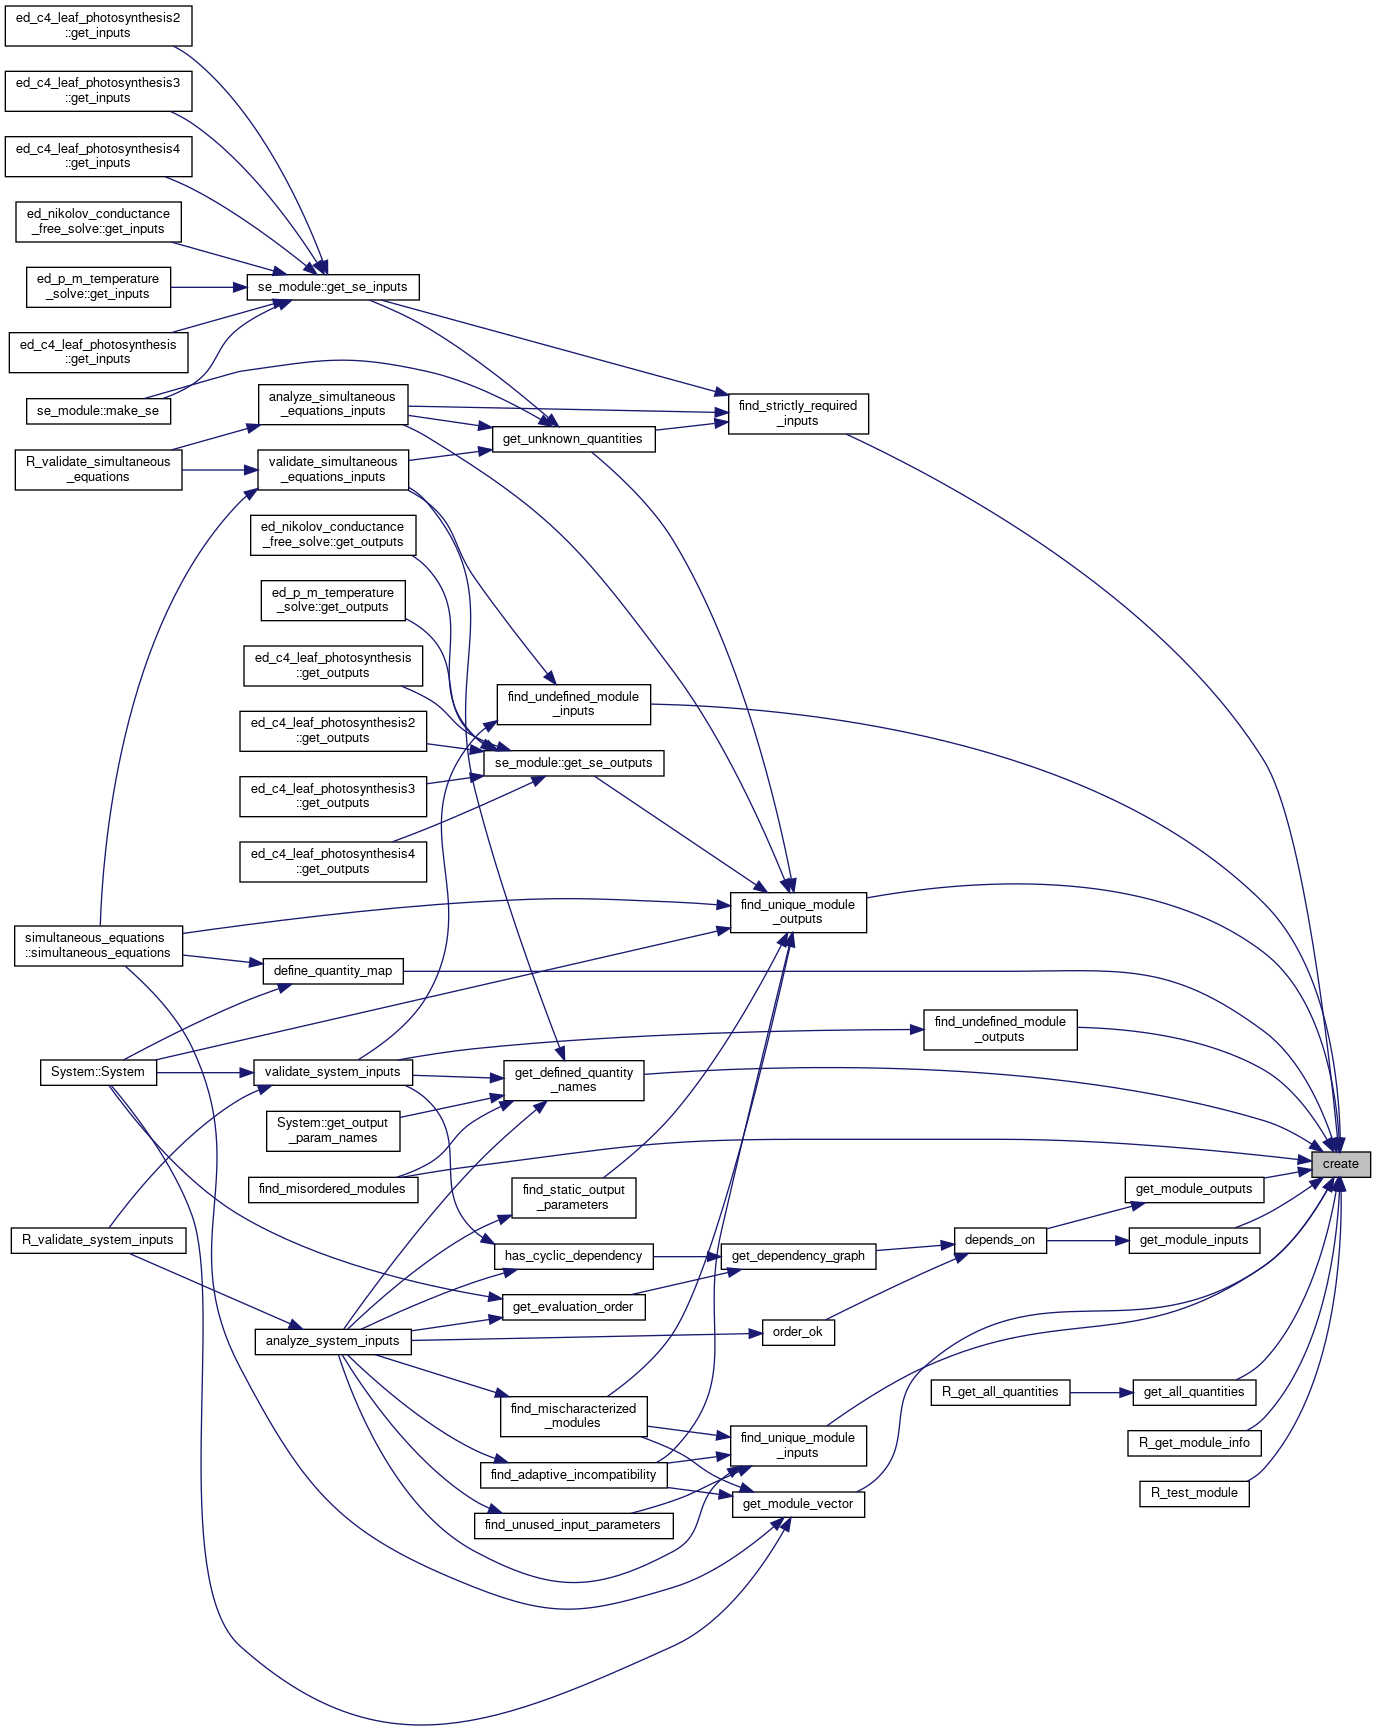 ed_c4_leaf_photosynthesis2
::get_inputs
ed_c4_leaf_photosynthesis3
::get_inputs
ed_c4_leaf_photosynthesis4
::get_inputs
ed_nikolov_conductance
_free_solve::get_inputs
ed_p_m_temperature
_solve::get_inputs
ed_c4_leaf_photosynthesis
::get_inputs
se_module::make_se
R_validate_simultaneous
_equations
simultaneous_equations
::simultaneous_equations
System::System
R_validate_system_inputs
se_module::get_se_inputs
analyze_simultaneous
_equations_inputs
validate_simultaneous
_equations_inputs
ed_nikolov_conductance
_free_solve::get_outputs
ed_p_m_temperature
_solve::get_outputs
ed_c4_leaf_photosynthesis
::get_outputs
ed_c4_leaf_photosynthesis2
::get_outputs
ed_c4_leaf_photosynthesis3
::get_outputs
ed_c4_leaf_photosynthesis4
::get_outputs
define_quantity_map
validate_system_inputs
System::get_output
_param_names
find_misordered_modules
analyze_system_inputs
get_unknown_quantities
find_undefined_module
_inputs
se_module::get_se_outputs
get_defined_quantity
_names
find_static_output
_parameters
has_cyclic_dependency
get_evaluation_order
find_mischaracterized
_modules
find_adaptive_incompatibility
find_unused_input_parameters
find_strictly_required
_inputs
find_unique_module
_outputs
get_dependency_graph
order_ok
find_unique_module
_inputs
get_module_vector
find_undefined_module
_outputs
depends_on
R_get_all_quantities
get_module_outputs
get_module_inputs
get_all_quantities
R_get_module_info
R_test_module
create